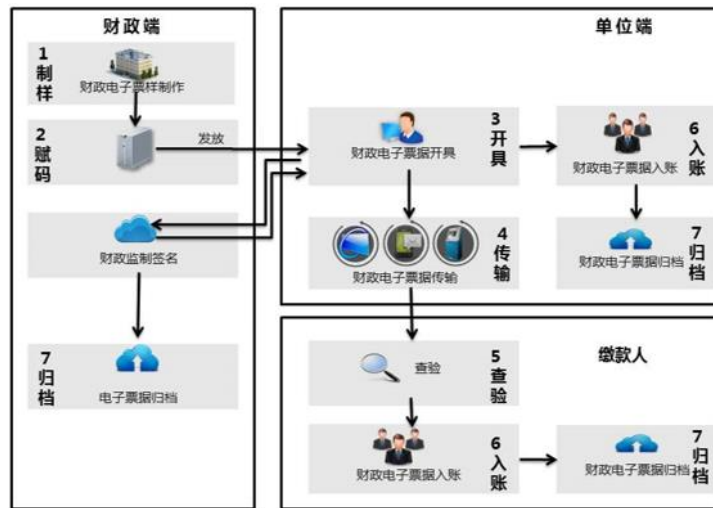 财政端
1
制
样
财政电子票样制作
2
赋
码
发放
财政监制签名
7
归
档
电子票据归档
单位端
3
开
具
财政电子票据开具
6
入
账
财政电子票据入账
4
传
输
财政电子票据传输
7
归
档
财政电子票据归档
缴款人
5
查
验
查验
6
入
账
财政电子票据入账
7
归
档
财政电子票据归档